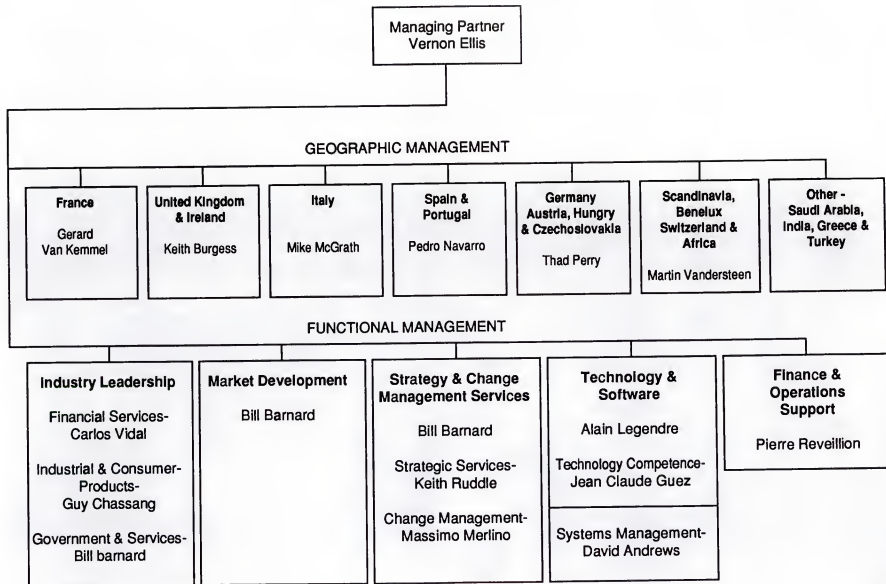 Managing Partner
Vernon Ellis
GEOGRAPHIC MANAGEMENT
France
Gerard
Van Kemmel
United Kingdom
& Ireland
Keith Burgess
Italy
Mike McGrath
Spain &
Portugal
Pedro Navarro
Germany
Austria, Hungry
& Czechoslovakia
Thad Perry
Scandinavia,
Benelux
Switzerland &
Africa
Martin Vandersteen
Other -
Saudi Arabia,
India, Greece &
Turkey
FUNCTIONAL MANAGEMENT
Industry Leadership
Financial Services-
Carlos Vidal
Industrial & Consumer-
Products-
Guy Chassang
Government & Services-
Bill barnard
Market Development
Bill Barnard
Strategy & Change
Management Services
Bill Barnard
Strategic Services-
Keith Ruddle
Change Management-
Massimo Merlino
Technology &
Software
Alain Legendre
Technology Competence-
Jean Claude Guez
Systems Management-
David Andrews
Finance &
Operations
Support
Pierre Reveillion